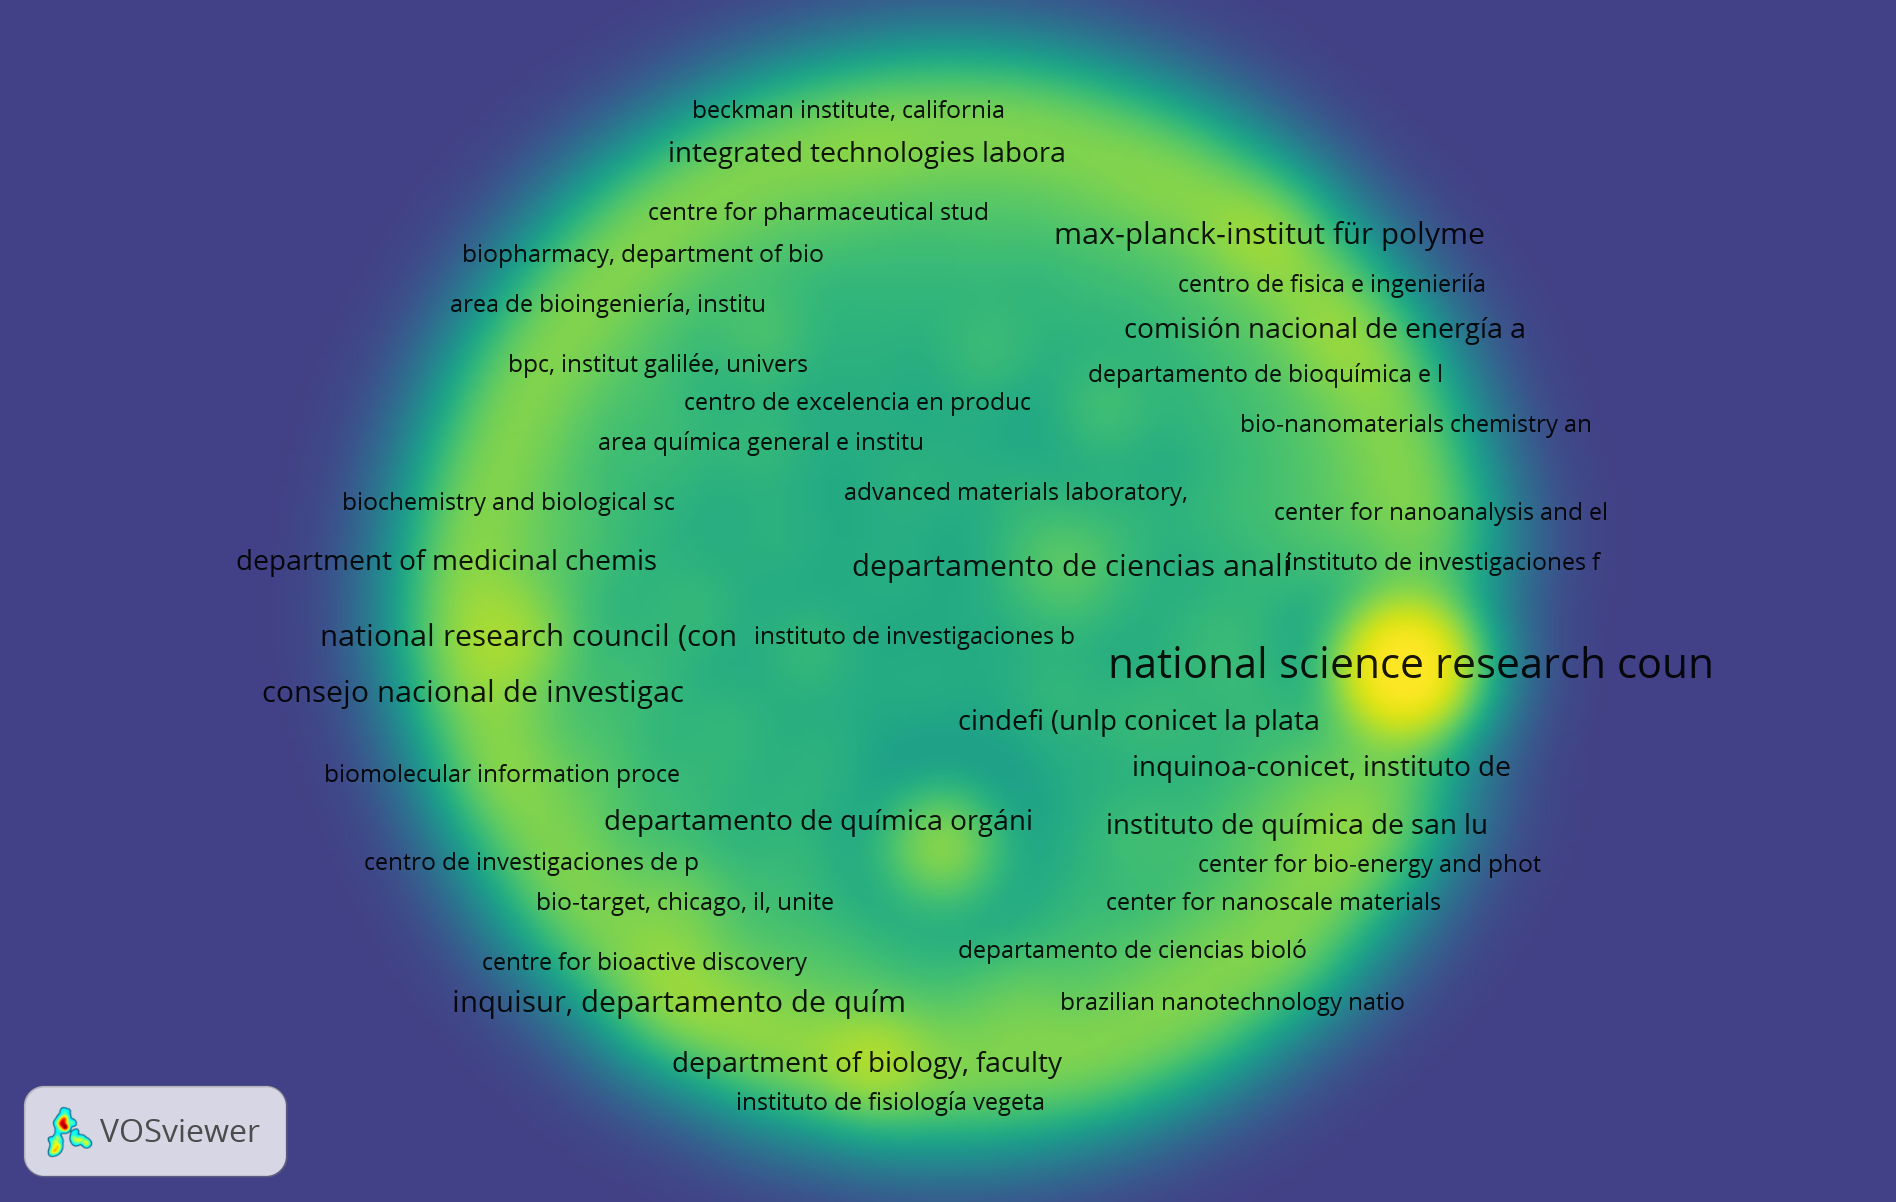 beckman institute, california
integrated technologies labora
centre for pharmaceutical stud
max-planck-institut für polyme
biopharmacy, department of bio
centro de fisica e ingenieriía
area de bioingeniería, institu
comisión nacional de energía a
bpc, institut galilée, univers
departamento de bioquímica e l
centro de excelencia en produc
bio-nanomaterials chemistry an
area química general e institu
advanced materials laboratory,
biochemistry and biological sc
center for nanoanalysis and el
department of medicinal chemis
departamento de ciencias analí
instituto de investigaciones f
national research council (con
instituto de investigaciones b
national science research coun
consejo nacional de investigac
cindefi (unlp conicet la plata
inquinoa-conicet, instituto de
biomolecular information proce
departamento de química orgáni
instituto de química de san lu
centro de investigaciones de p
center for bio-energy and phot
bio-target, chicago, il, unite
center for nanoscale materials
departamento de ciencias bioló
centre for bioactive discovery
inquisur, departamento de quím
brazilian nanotechnology natio
department of biology, faculty
instituto de fisiología vegeta
VOSviewer